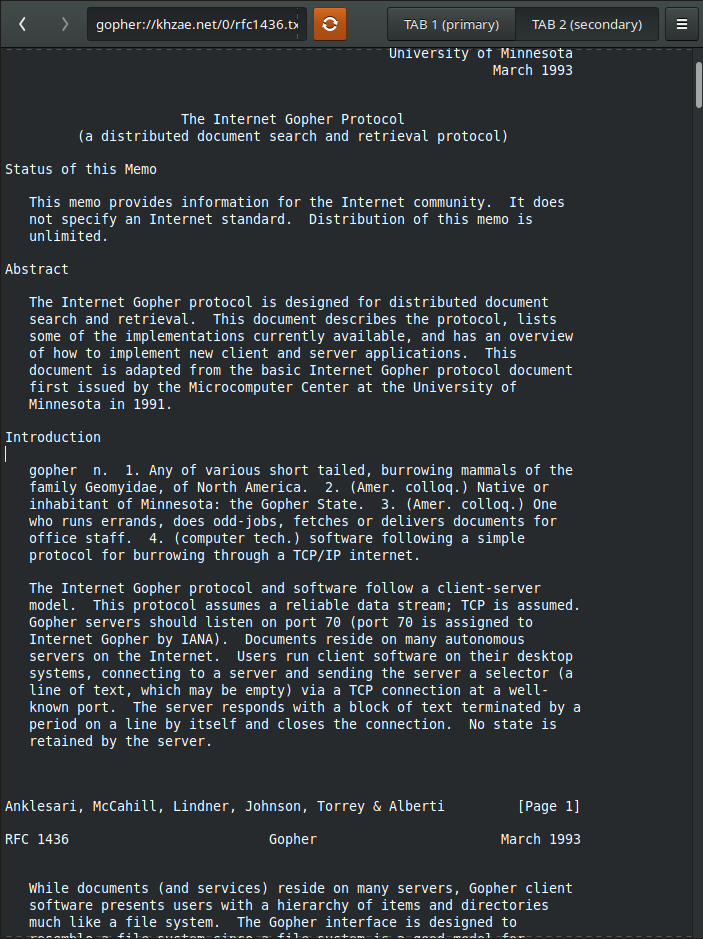 gopher://khzae.net/0/rfc1436.tx
TAB 1 (primary)
TAB 2 (secondary)
University of Minnesota
March 1993
The Internet Gopher Protocol
(a distributed document search and retrieval protocol)
Status of this Memo
This memo provides information for the Internet community.  It does
not specify an Internet standard.  Distribution of this memo is
unlimited.
Abstract
The Internet Gopher protocol is designed for distributed document
search and retrieval.  This document describes the protocol, lists
some of the implementations currently available, and has an overview
of how to implement new client and server applications.  This
document is adapted from the basic Internet Gopher protocol document
first issued by the Microcomputer Center at the University of
Minnesota in 1991.
Introduction
gopher  n.  1. Any of various short tailed, burrowing mammals of the
family Geomyidae, of North America.  2. (Amer. colloq.) Native or
inhabitant of Minnesota: the Gopher State.  3. (Amer. colloq.) One
who runs errands, does odd-jobs, fetches or delivers documents for
office staff.  4. (computer tech.) software following a simple
protocol for burrowing through a TCP/IP internet.
The Internet Gopher protocol and software follow a client-server
model.  This protocol assumes a reliable data stream; TCP is assumed.
Gopher servers should listen on port 70 (port 70 is assigned to
Internet Gopher by IANA).  Documents reside on many autonomous
servers on the Internet.  Users run client software on their desktop
systems, connecting to a server and sending the server a selector (a
line of text, which may be empty) via a TCP connection at a well-
known port.  The server responds with a block of text terminated by a
period on a line by itself and closes the connection.  No state is
retained by the server.
Anklesari, McCahill, Lindner, Johnson, Torrey & Alberti         [Page 1]
RFC 1436                         Gopher                       March 1993
While documents (and services) reside on many servers, Gopher client
software presents users with a hierarchy of items and directories
much like a file system.  The Gopher interface is designed to
resemble a file system since a file system is a good model for